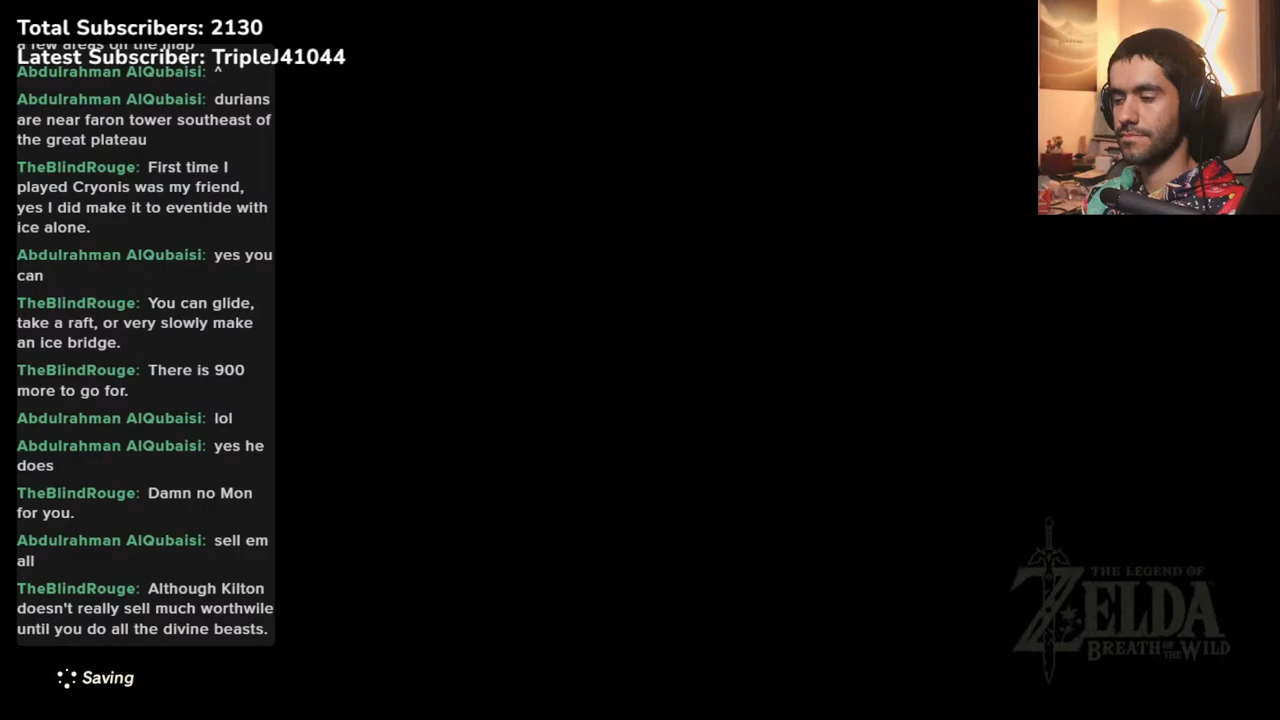 Total Subscribers: 2130
a few areas on the map
Latest Subscriber: TripleJ41044
Abdulrahman AlQubaisi: ^
Abdulrahman AlQubaisi: durians
are near faron tower southeast of
the great plateau
TheBlindRouge: First time I
played Cryonis was my friend,
yes I did make it to eventide with
ice alone.
Abdulrahman AlQubaisi: yes you
can
TheBlindRouge: You can glide,
take a raft, or very slowly make
an ice bridge.
TheBlindRouge: There is 900
more to go for.
Abdulrahman AlQubaisi: lol
Abdulrahman AlQubaisi: yes he
does
TheBlindRouge: Damn no Mon
for you.
Abdulrahman AlQubaisi: sell em
all
TheBlindRouge: Although Kilton
doesn't really sell much worthwile
until you do all the divine beasts.
Saving
THE LEGEND OF
ZELDA
BREATH OF THE WILD